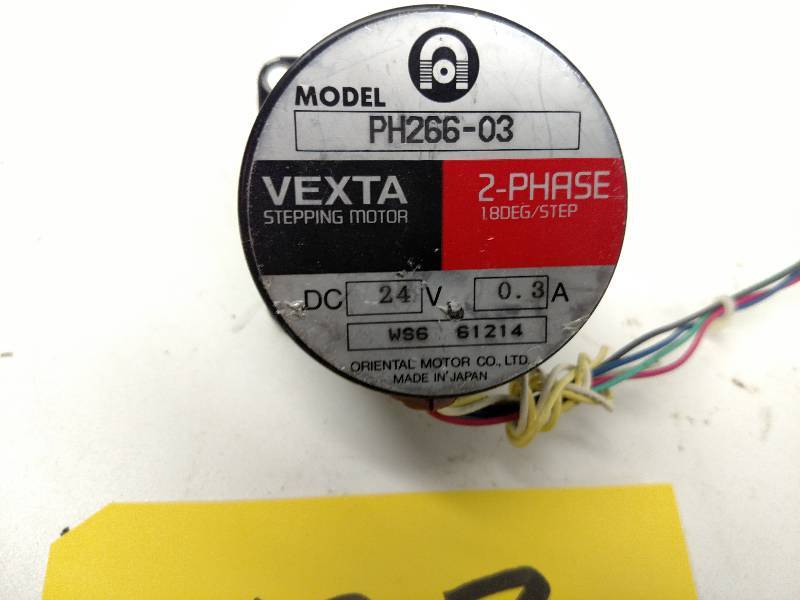 MODEL
PH266-03
VEXTA
STEPPING MOTOR
2-PHASE
1.8DEG/STEP
DC 24 V 0.3 A
WS6 61214
ORIENTAL MOTOR CO., LTD.
MADE IN JAPAN